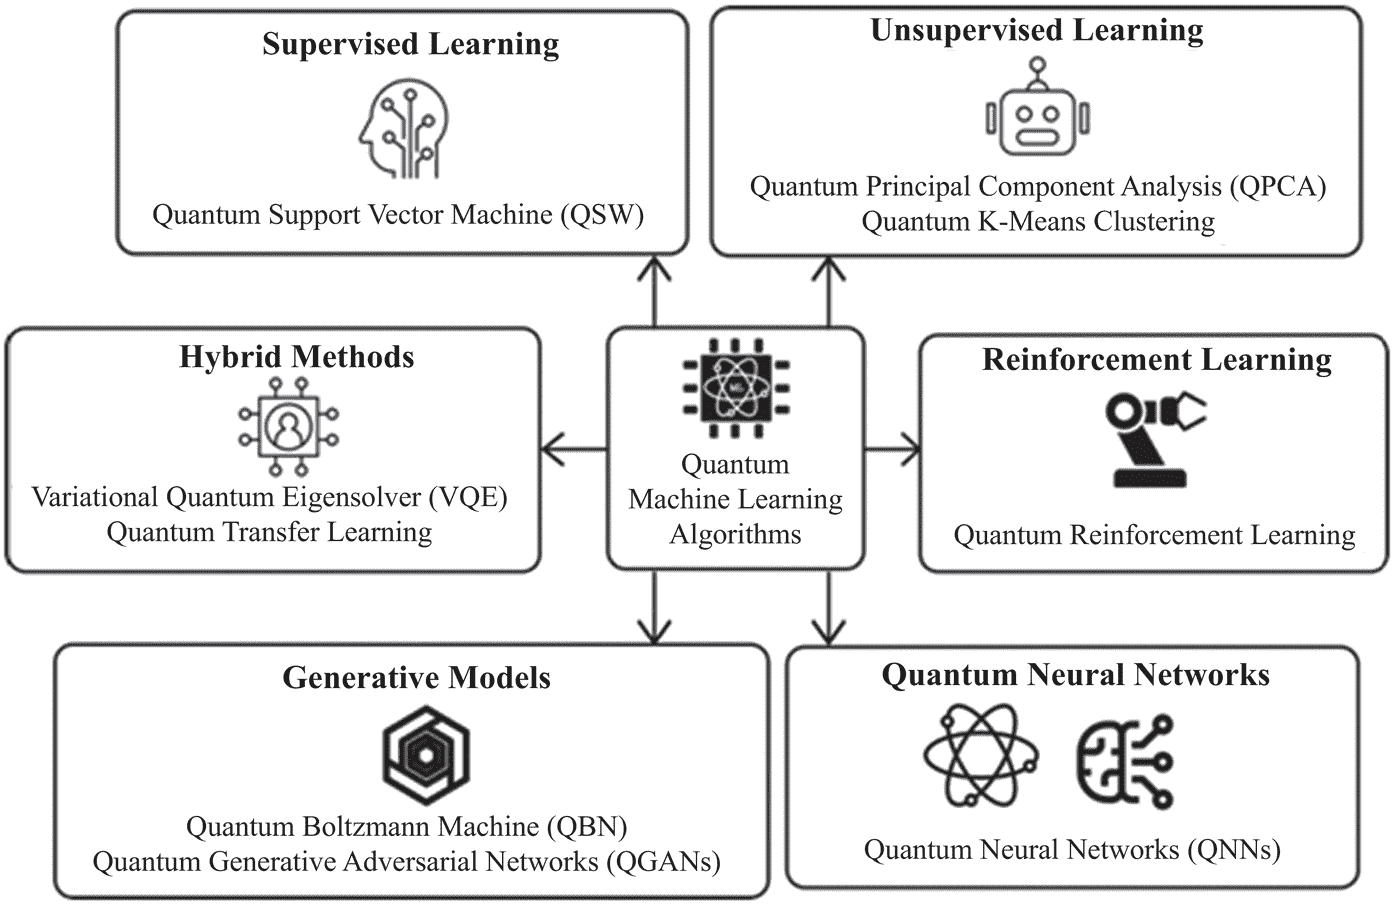 Supervised Learning
Quantum Support Vector Machine (QSW)
Unsupervised Learning
Quantum Principal Component Analysis (QPCA)
Quantum K-Means Clustering
Hybrid Methods
Variational Quantum Eigensolver (VQE)
Quantum Transfer Learning
ML
Quantum
Machine Learning
Algorithms
Reinforcement Learning
Quantum Reinforcement Learning
Generative Models
Quantum Boltzmann Machine (QBN)
Quantum Generative Adversarial Networks (QGANs)
Quantum Neural Networks
Quantum Neural Networks (QNNs)